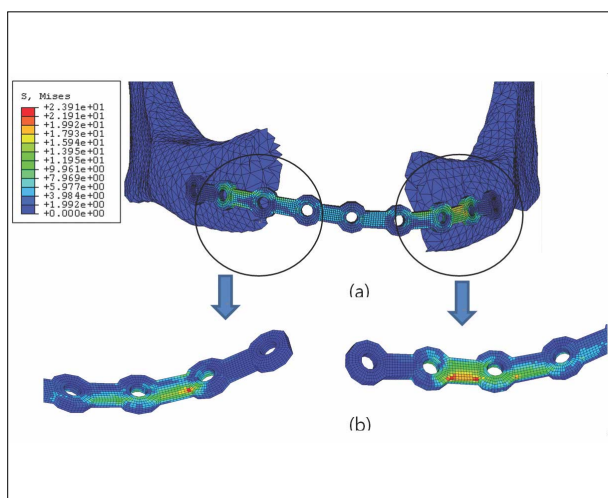 S, Mises
+2.391e+01
+2.191e+01
+1.992e+01
+1.793e+01
+1.594e+01
+1.395e+01
+1.195e+01
+9.961e+00
+7.969e+00
+5.977e+00
+3.984e+00
+1.992e+00
+0.000e+00
(a)
(b)